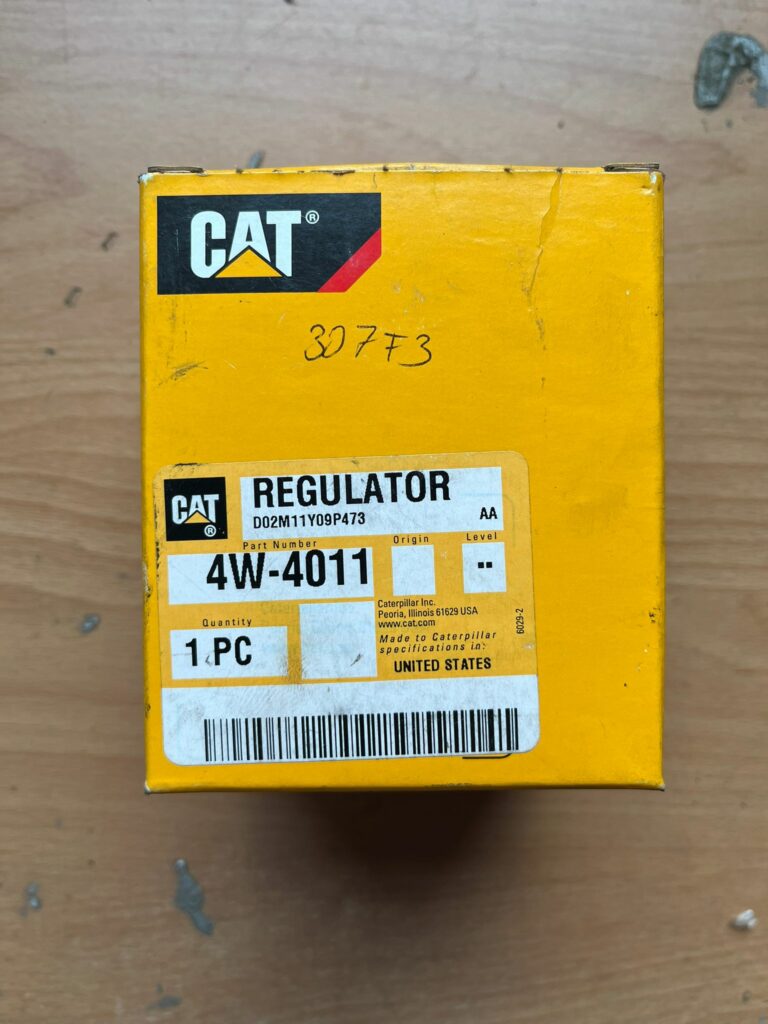 CAT®
307F3
CAT®
REGULATOR
D02M11Y09P473
AA
Part Number
Origin
Level
4W-4011
--
Quantity
1 PC
Caterpillar Inc.
Peoria, Illinois 61629 USA
www.cat.com
Made to Caterpillar
specifications in:
UNITED STATES
6029-2